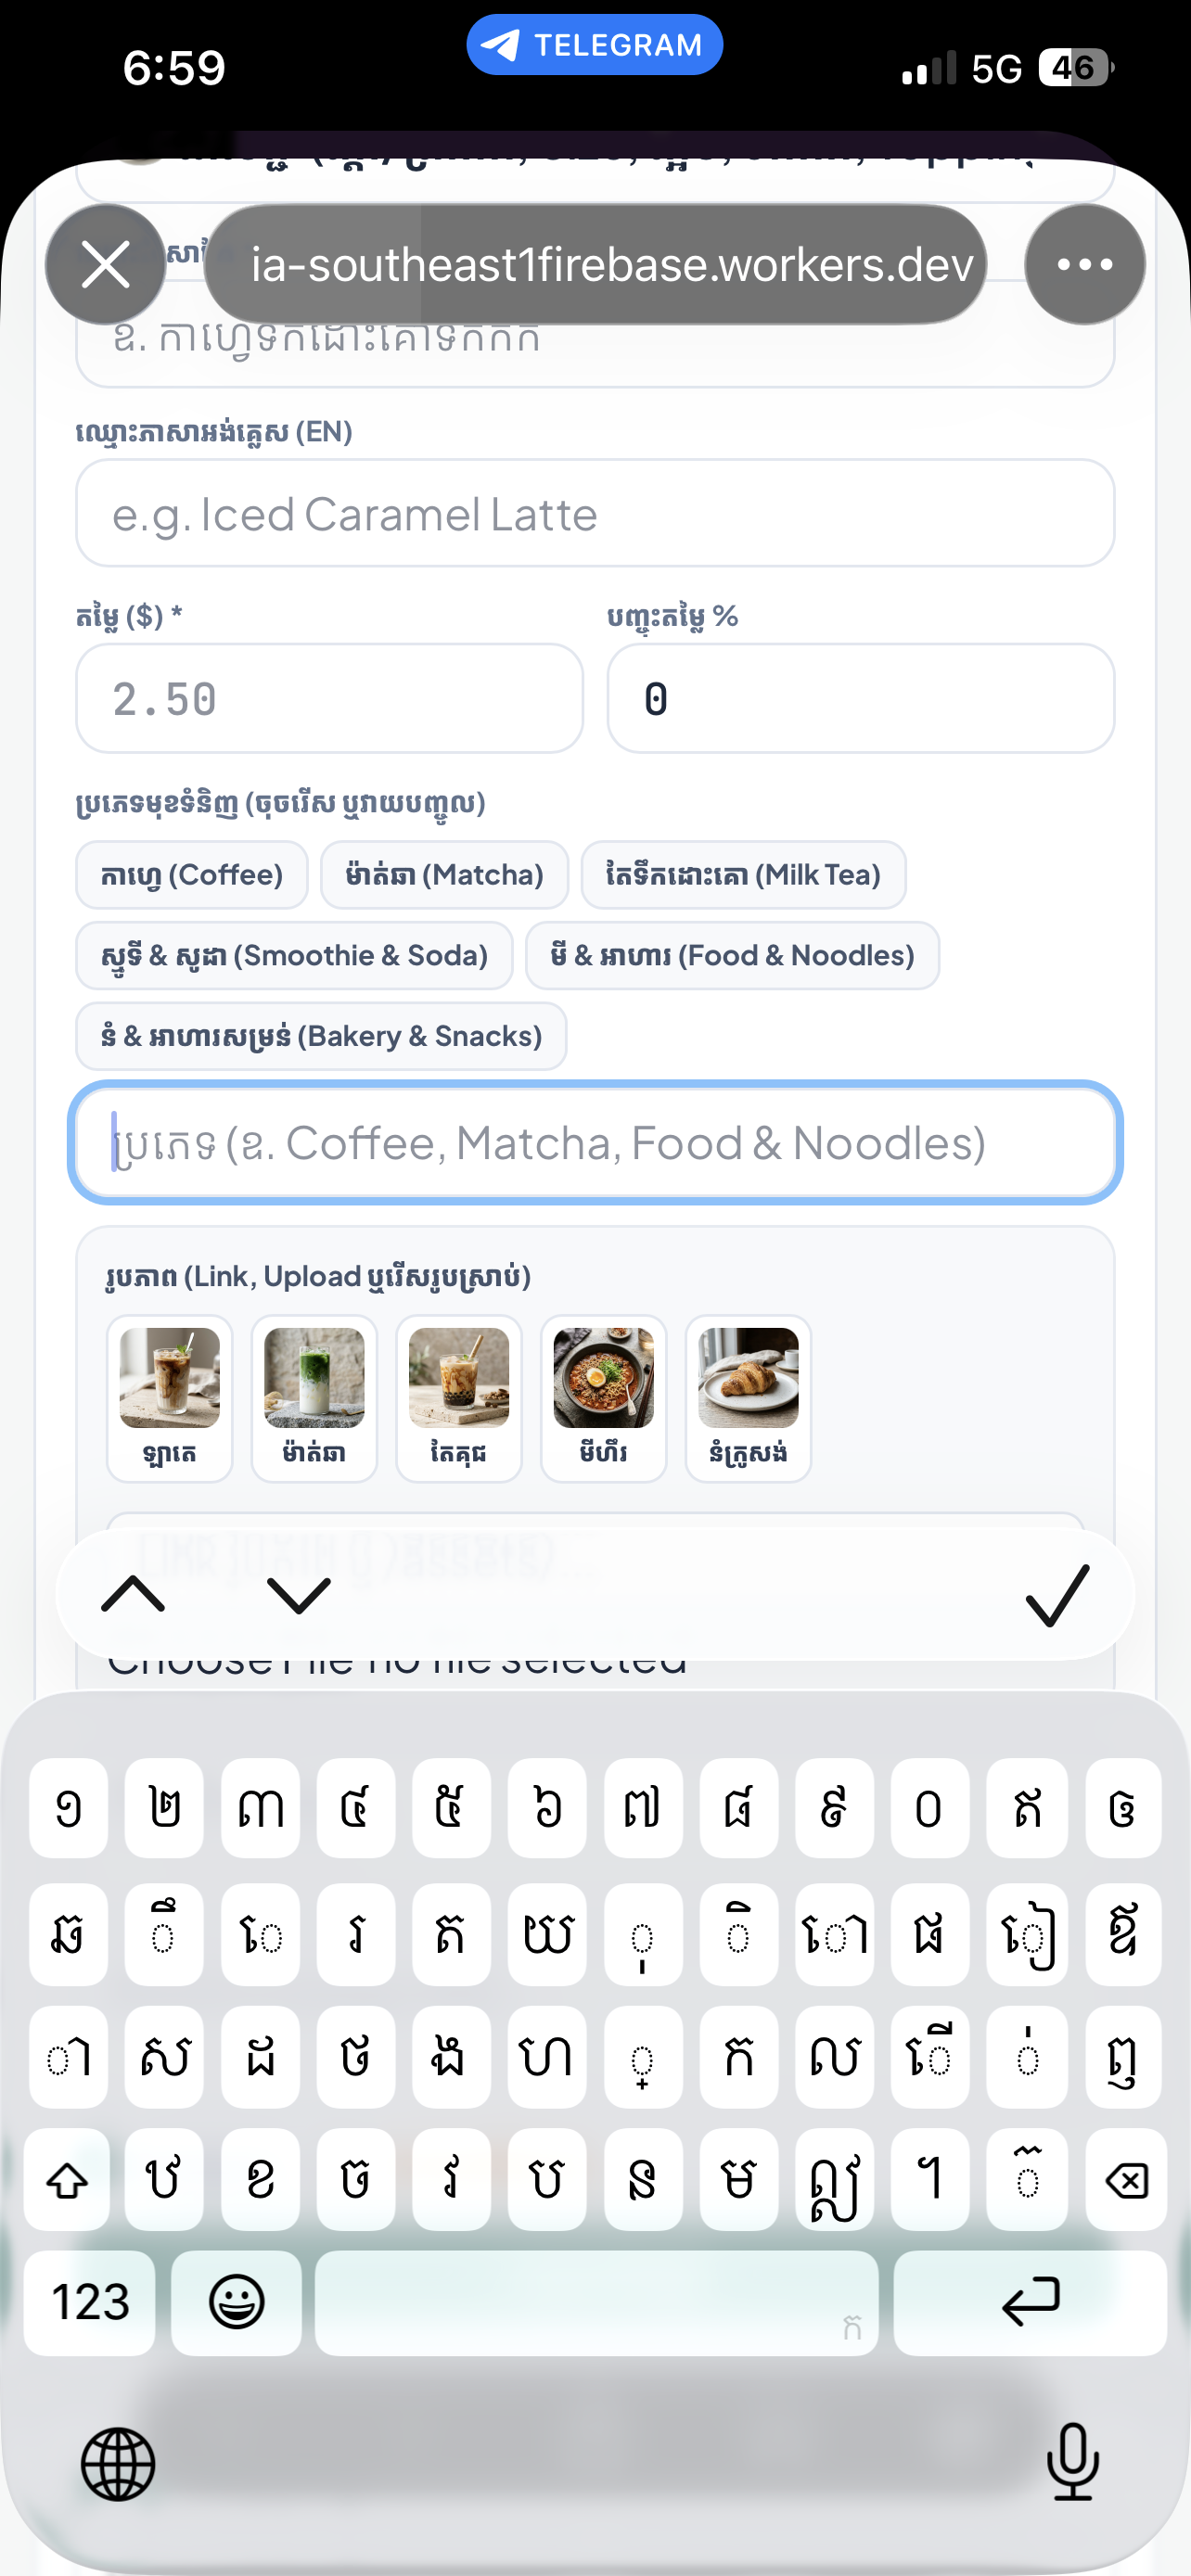 6:59
TELEGRAM
5G
46
ia-southeast1firebase.workers.dev
ឧ. កាហ្វេទឹកដោះគោទឹកកក
ឈ្មោះភាសាអង់គ្លេស (EN)
e.g. Iced Caramel Latte
តម្លៃ ($) *
បញ្ចុះតម្លៃ %
2.50
0
ប្រភេទមុខទំនិញ (ចុចរើស ឬវាយបញ្ចូល)
កាហ្វេ (Coffee)
ម៉ាត់ឆា (Matcha)
តែទឹកដោះគោ (Milk Tea)
ស្មូទី & សូដា (Smoothie & Soda)
មី & អាហារ (Food & Noodles)
នំ & អាហារសម្រន់ (Bakery & Snacks)
ប្រភេទ (ឧ. Coffee, Matcha, Food & Noodles)
រូបភាព (Link, Upload ឬរើសរូបស្រាប់)
ឡាតេ
ម៉ាត់ឆា
តែគុជ
មីហឹរ
នំក្រូសង់
Choose File no file selected
១ ២ ៣ ៤ ៥ ៦ ៧ ៨ ៩ ០ ឥ ឲ
ឆ ឹ េ រ ត យ ុ ិ ោ ផ ៀ ឪ
ា ស ដ ថ ង ហ ្ ក ល ើ ់ ឮ
ឋ ខ ច វ ប ន ម ឦ ។ ៊
123
ក